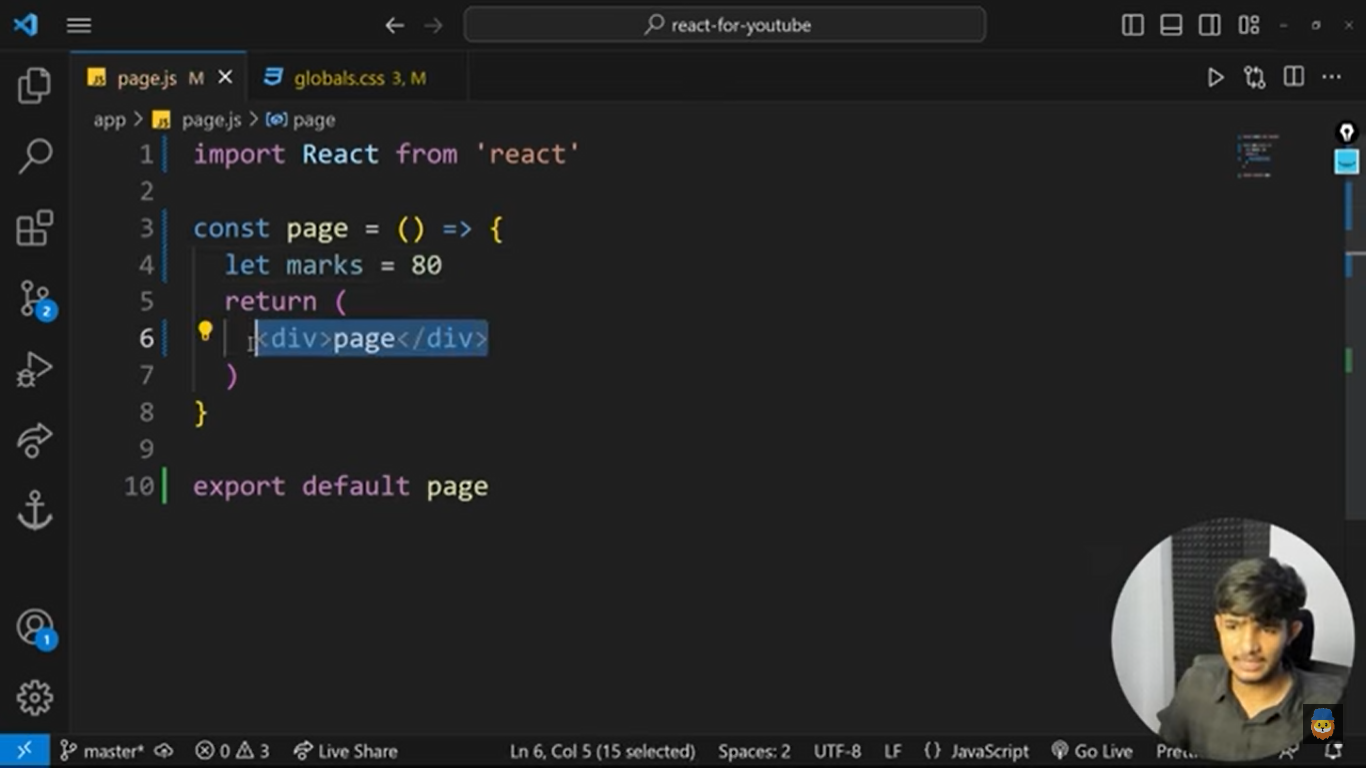 react-for-youtube
page.js M
globals.css 3, M
app > page.js > page
1 import React from 'react'
2
3 const page = () => {
4 let marks = 80
5 return (
6 <div>page</div>
7 )
8 }
9
10 export default page
2
1
master* 0 3 Live Share Ln 6, Col 5 (15 selected) Spaces: 2 UTF-8 LF {} JavaScript Go Live